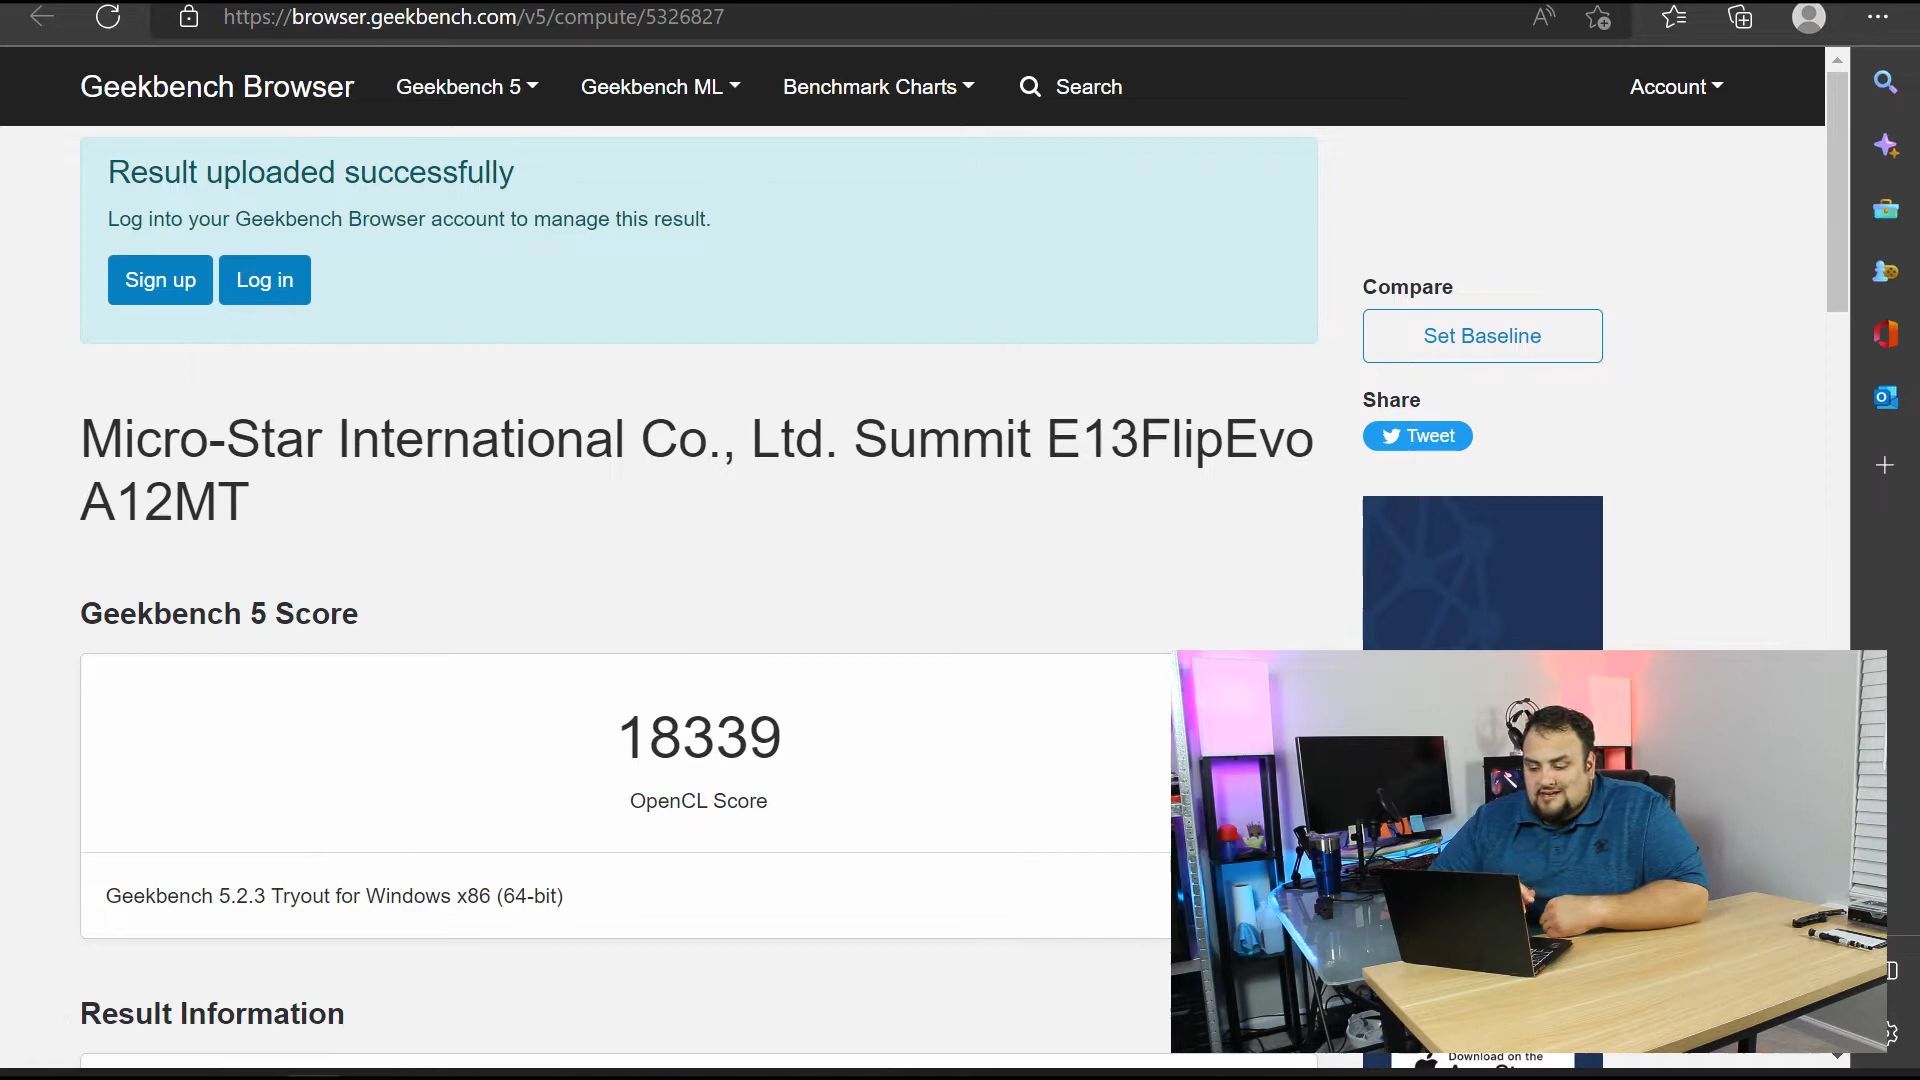 https://browser.geekbench.com/v5/compute/5326827
Geekbench Browser
Geekbench 5
Geekbench ML
Benchmark Charts
Search
Account
Result uploaded successfully
Log into your Geekbench Browser account to manage this result.
Sign up
Log in
Compare
Set Baseline
Share
Tweet
Micro-Star International Co., Ltd. Summit E13FlipEvo
A12MT
Geekbench 5 Score
18339
OpenCL Score
Geekbench 5.2.3 Tryout for Windows x86 (64-bit)
Result Information
Download on the